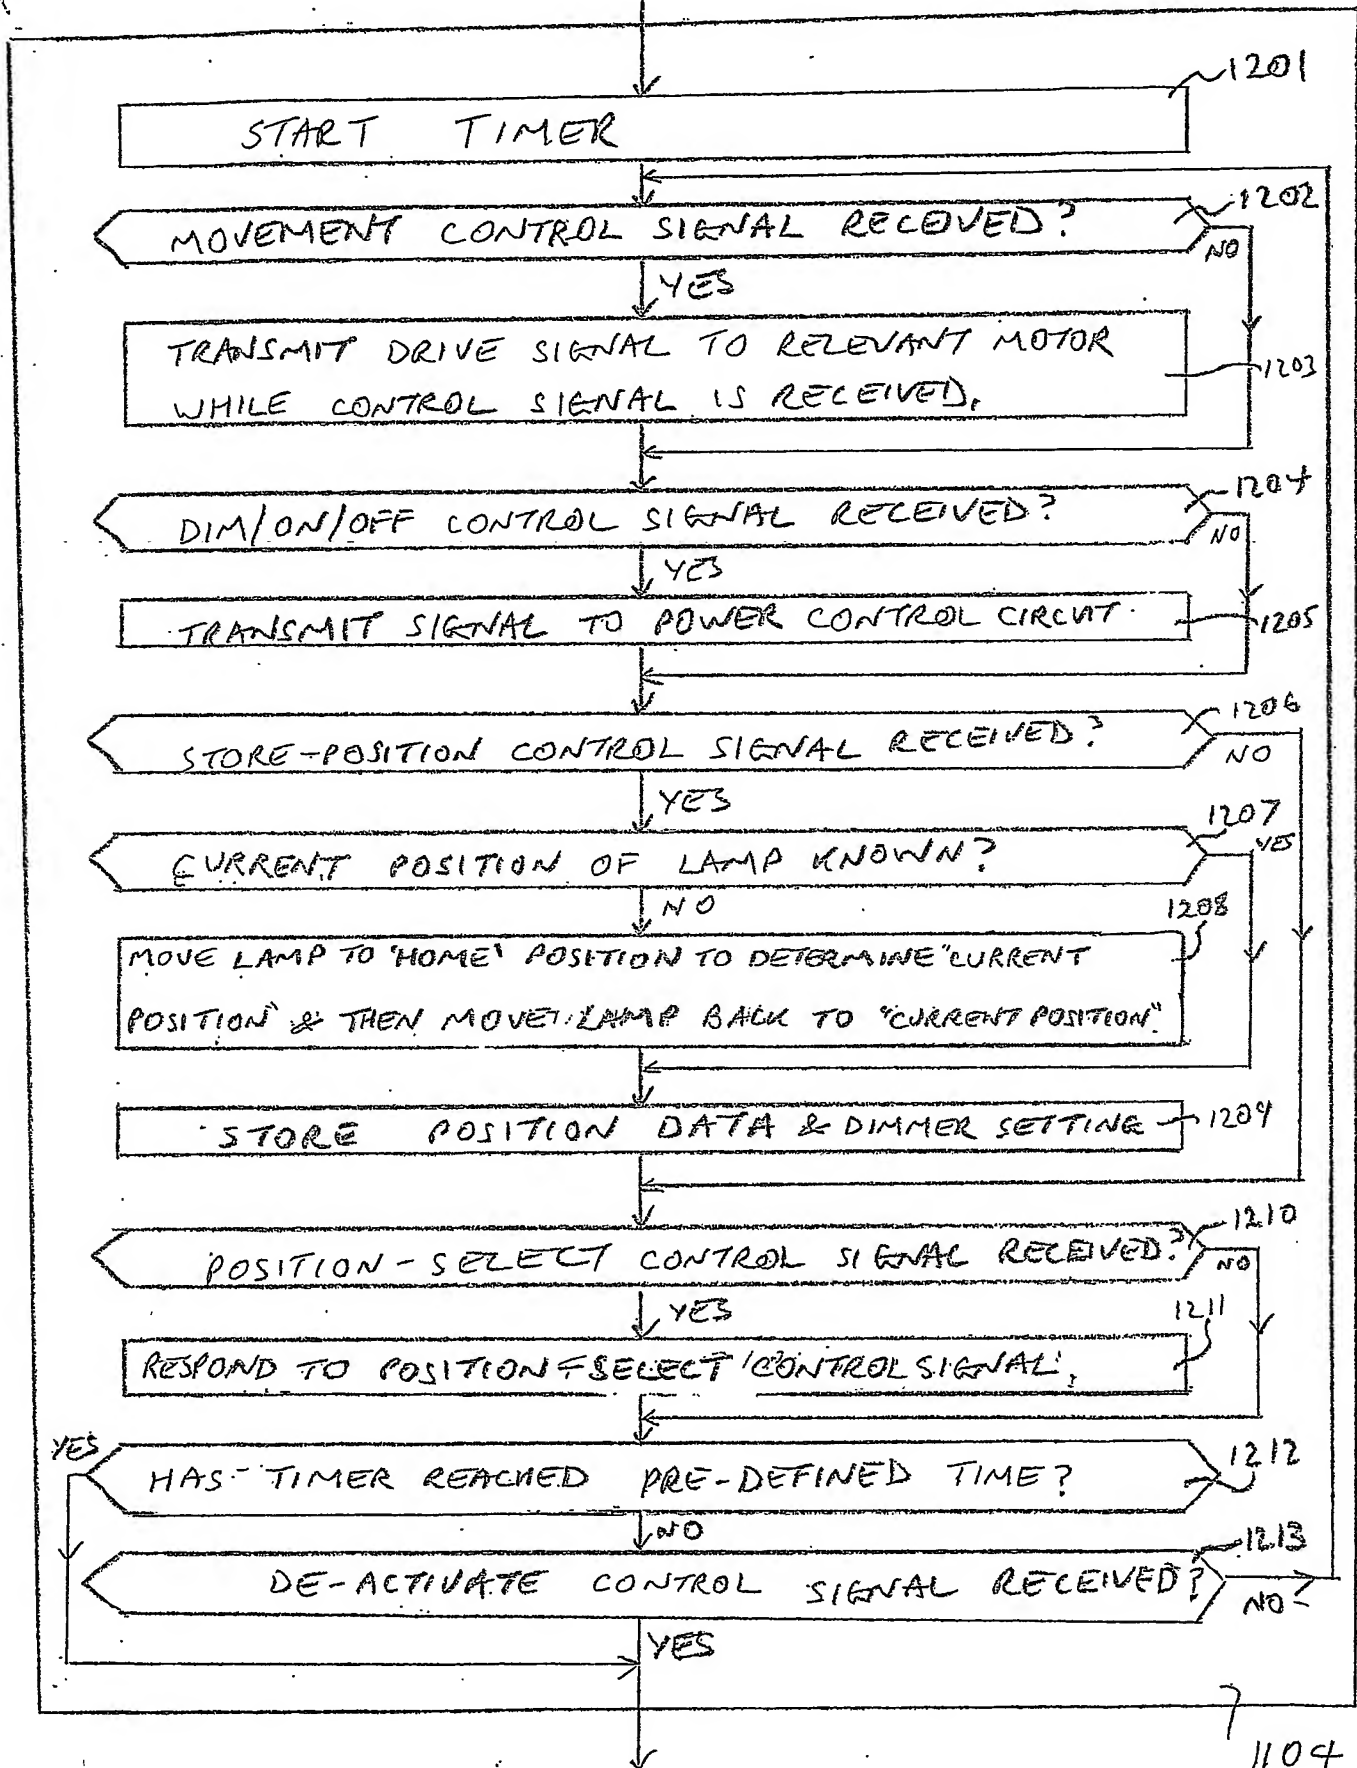 1201
START TIMER
1202
MOVEMENT CONTROL SIGNAL RECEIVED?
NO
YES
TRANSMIT DRIVE SIGNAL TO RELEVANT MOTOR
1203
WHILE CONTROL SIGNAL IS RECEIVED.
1204
DIM/ON/OFF CONTROL SIGNAL RECEIVED?
NO
YES
TRANSMIT SIGNAL TO POWER CONTROL CIRCUIT.
1205
1206
STORE-POSITION CONTROL SIGNAL RECEIVED?
NO
YES
1207
CURRENT POSITION OF LAMP KNOWN?
YES
NO
1208
MOVE LAMP TO 'HOME' POSITION TO DETERMINE "CURRENT
POSITION" & THEN MOVE LAMP BACK TO "CURRENT POSITION".
STORE POSITION DATA & DIMMER SETTING
1209
1210
POSITION-SELECT CONTROL SIGNAL RECEIVED?
NO
YES
1211
RESPOND TO POSITION-SELECT 'CONTROL SIGNAL'.
YES
HAS TIMER REACHED PRE-DEFINED TIME?
1212
NO
1213
DE-ACTIVATE CONTROL SIGNAL RECEIVED?
NO
YES
1104